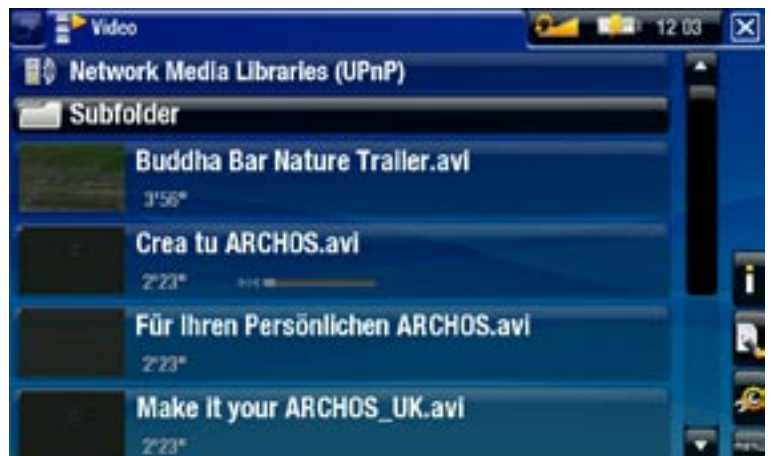 Video
12 03
Network Media Libraries (UPnP)
Subfolder
Buddha Bar Nature Trailer.avi
3'56"
Crea tu ARCHOS.avi
2'23"
Für Ihren Persönlichen ARCHOS.avi
2'23"
Make it your ARCHOS_UK.avi
2'23"